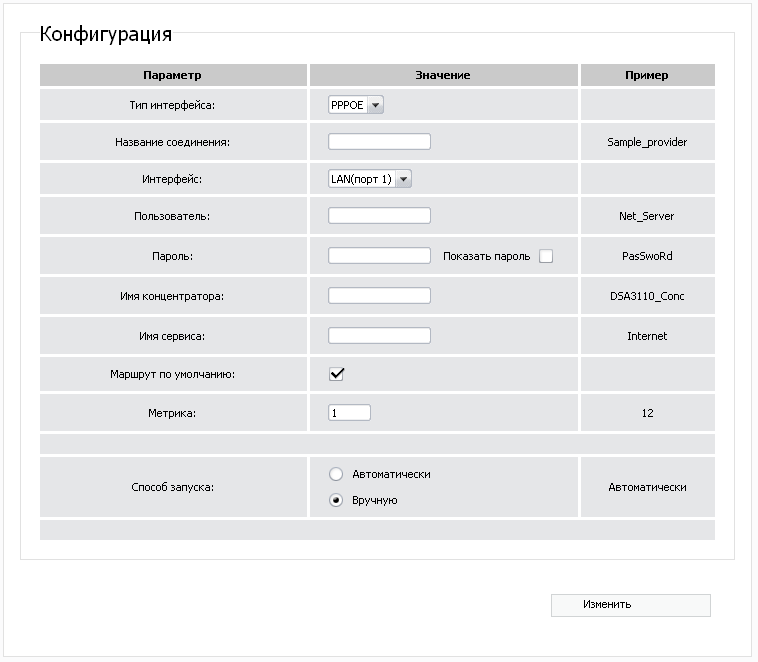 Конфигурация
Параметр Значение Пример
Тип интерфейса: PPPOE
Название соединения: Sample_provider
Интерфейс: LAN(порт 1)
Пользователь: Net_Server
Пароль: Показать пароль PasSwoRd
Имя концентратора: DSA3110_Conc
Имя сервиса: Internet
Маршрут по умолчанию:
Метрика: 1 12
Способ запуска: Автоматически Автоматически
Вручную
Изменить